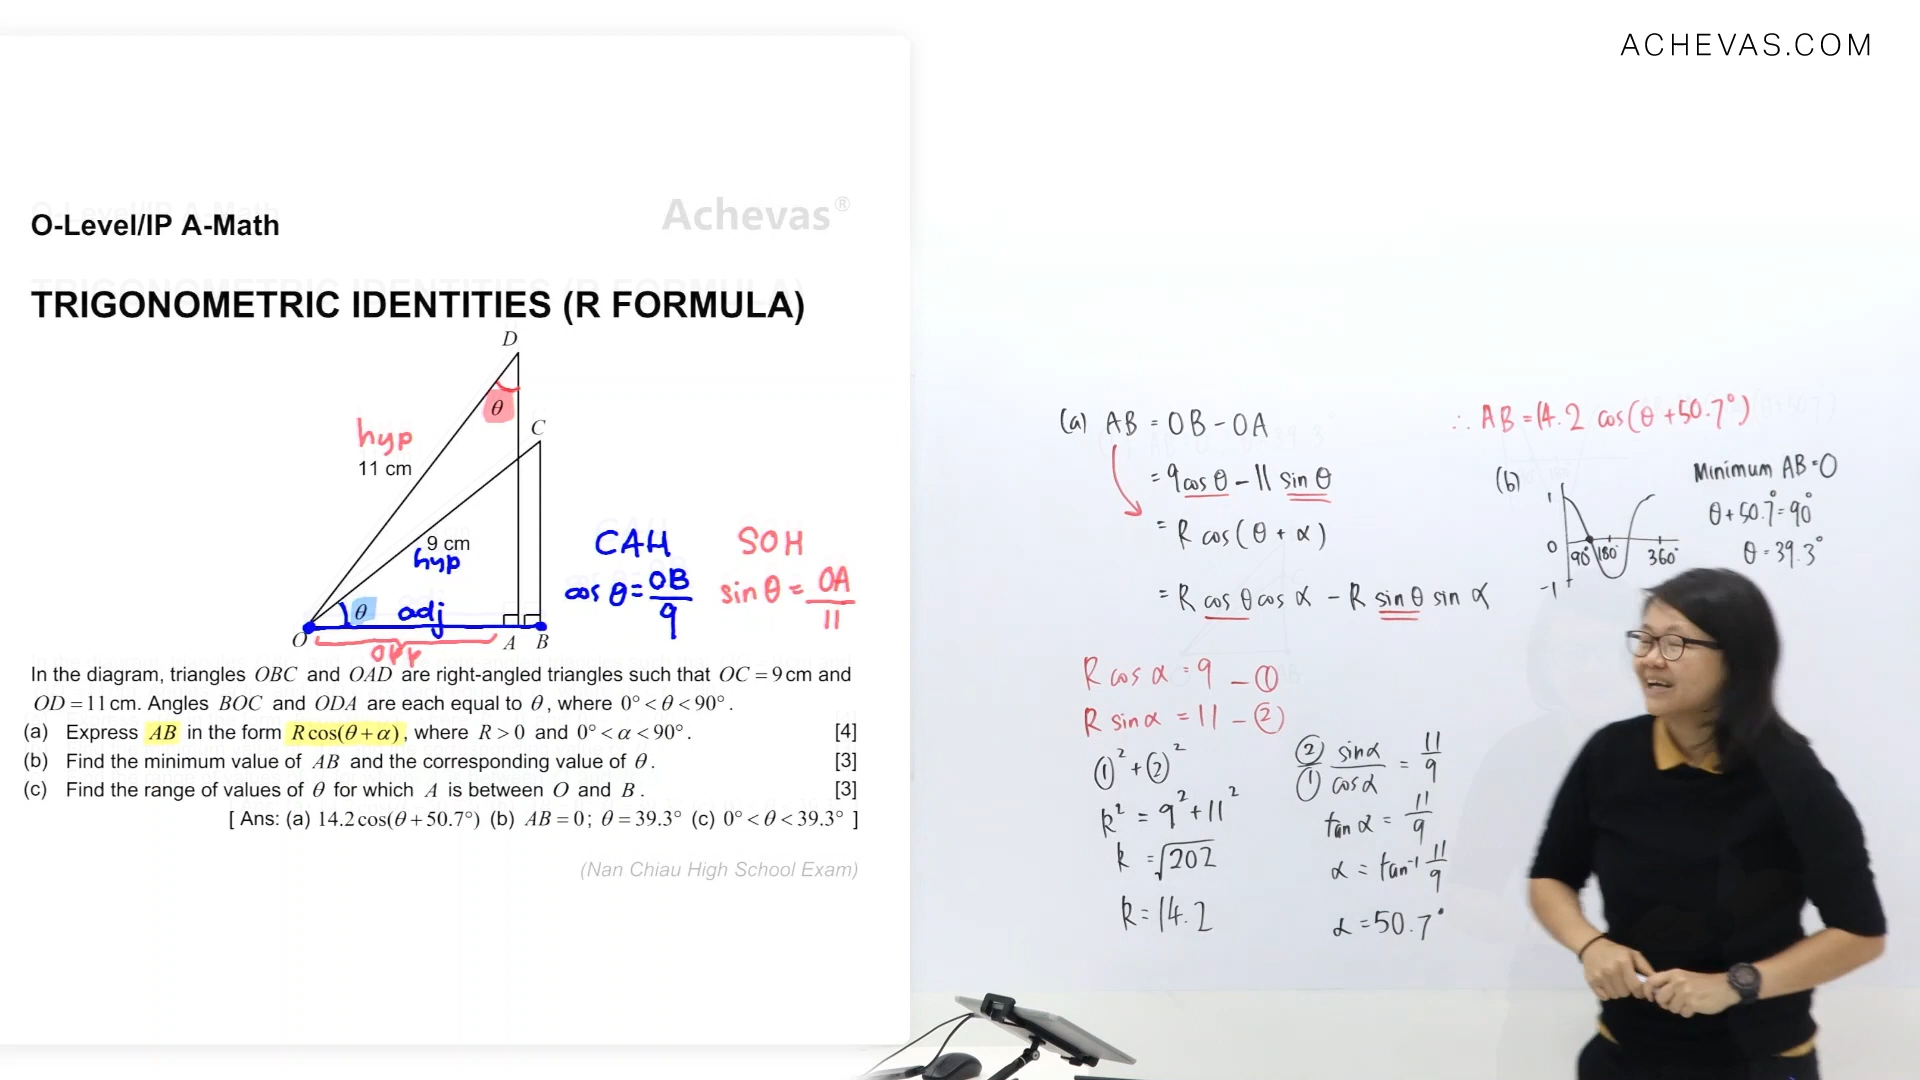 ACHEVAS.COM
O-Level/IP A-Math
Achevas®
TRIGONOMETRIC IDENTITIES (R FORMULA)
D
θ
C
hyp
11 cm
9 cm
hyp
θ
adj
O
A
B
opp
CAH
cos θ = OB/9
SOH
sin θ = OA/11
In the diagram, triangles OBC and OAD are right-angled triangles such that OC = 9 cm and
OD = 11 cm. Angles BOC and ODA are each equal to θ, where 0° < θ < 90°.
(a) Express AB in the form R cos(θ + α), where R > 0 and 0° < α < 90°. [4]
(b) Find the minimum value of AB and the corresponding value of θ. [3]
(c) Find the range of values of θ for which A is between O and B. [3]
[ Ans: (a) 14.2 cos(θ + 50.7°) (b) AB = 0; θ = 39.3° (c) 0° < θ < 39.3° ]
(Nan Chiau High School Exam)
(a) AB = OB - OA
= 9 cos θ - 11 sin θ
= R cos (θ + α)
= R cos θ cos α - R sin θ sin α
R cos α = 9 - ①
R sin α = 11 - ②
①² + ②²
R² = 9² + 11²
R = √202
R = 14.2
②/① sin α/cos α = 11/9
tan α = 11/9
α = tan⁻¹ 11/9
α = 50.7°
∴ AB = 14.2 cos (θ + 50.7°)
(b)
1
0
-1
90°
180°
360°
Minimum AB = 0
θ + 50.7° = 90°
θ = 39.3°